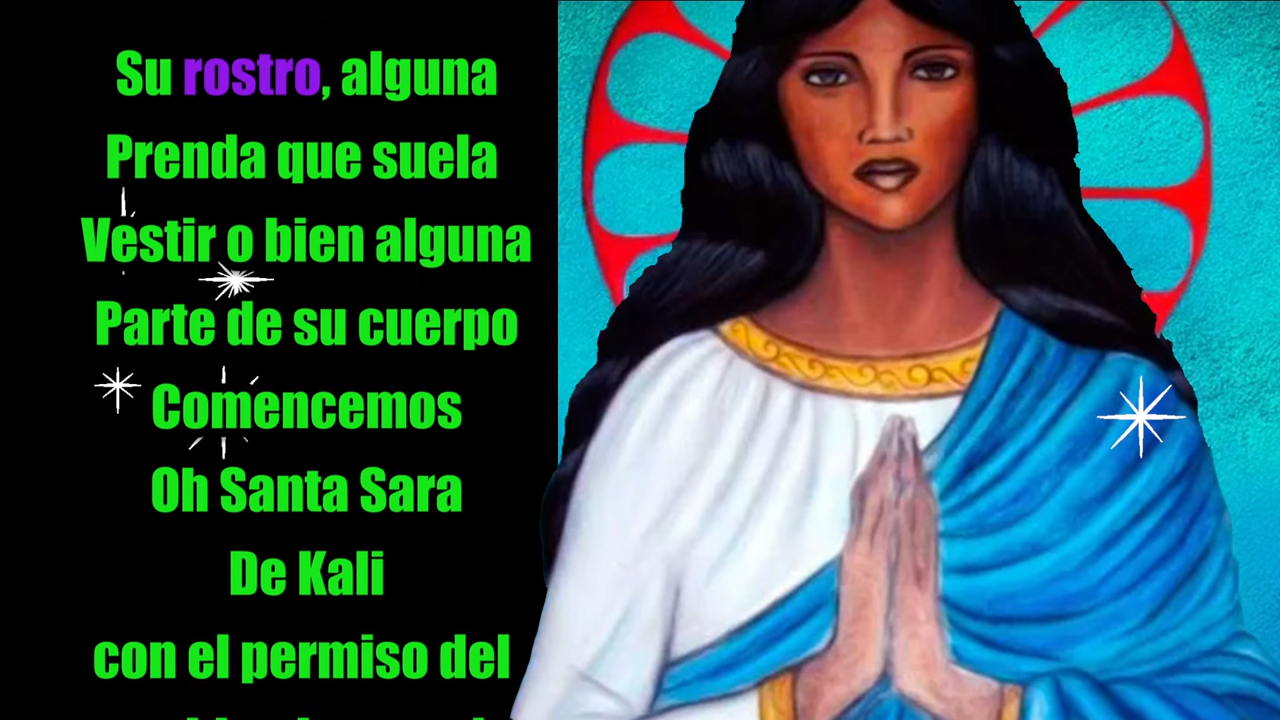 Su rostro, alguna
Prenda que suela
Vestir o bien alguna
Parte de su cuerpo
Comencemos
Oh Santa Sara
De Kali
con el permiso del